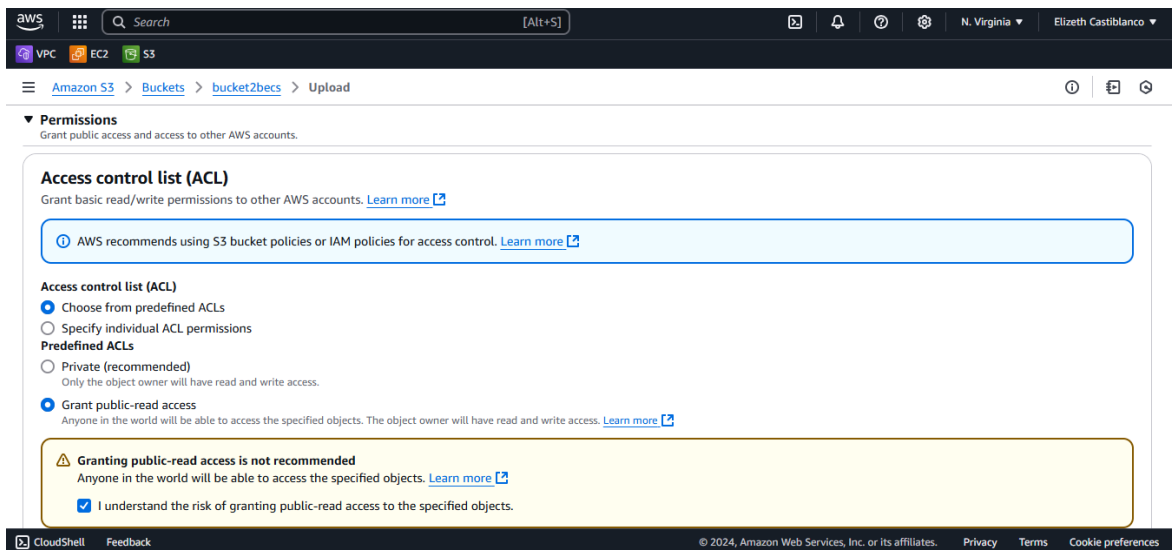 aws
Search [Alt+S]
N. Virginia
Elizeth Castiblanco
VPC EC2 S3
Amazon S3 > Buckets > bucket2becs > Upload
Permissions
Grant public access and access to other AWS accounts.
Access control list (ACL)
Grant basic read/write permissions to other AWS accounts. Learn more
AWS recommends using S3 bucket policies or IAM policies for access control. Learn more
Access control list (ACL)
Choose from predefined ACLs
Specify individual ACL permissions
Predefined ACLs
Private (recommended)
Only the object owner will have read and write access.
Grant public-read access
Anyone in the world will be able to access the specified objects. The object owner will have read and write access. Learn more
Granting public-read access is not recommended
Anyone in the world will be able to access the specified objects. Learn more
I understand the risk of granting public-read access to the specified objects.
CloudShell Feedback © 2024, Amazon Web Services, Inc. or its affiliates. Privacy Terms Cookie preferences